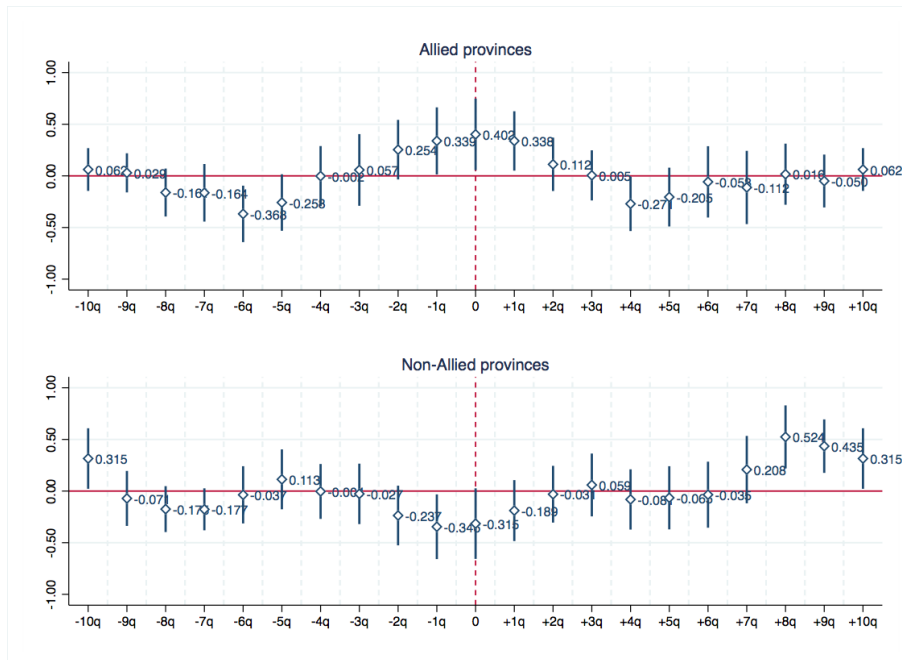 Allied provinces
1.00
0.50
0.00
-0.50
-1.00
0.062 0.029 -0.164 -0.368 -0.258 -0.002 0.057 0.254 0.339 0.402 0.338 0.112 0.005 -0.205 -0.112 0.016 -0.050 0.062
-10q -9q -8q -7q -6q -5q -4q -3q -2q -1q 0 +1q +2q +3q +4q +5q +6q +7q +8q +9q +10q
Non-Allied provinces
1.00
0.50
0.00
-0.50
-1.00
0.315 -0.177 -0.037 0.113 -0.027 -0.237 -0.315 -0.189 -0.031 0.059 -0.035 0.208 0.524 0.435 0.315
-10q -9q -8q -7q -6q -5q -4q -3q -2q -1q 0 +1q +2q +3q +4q +5q +6q +7q +8q +9q +10q